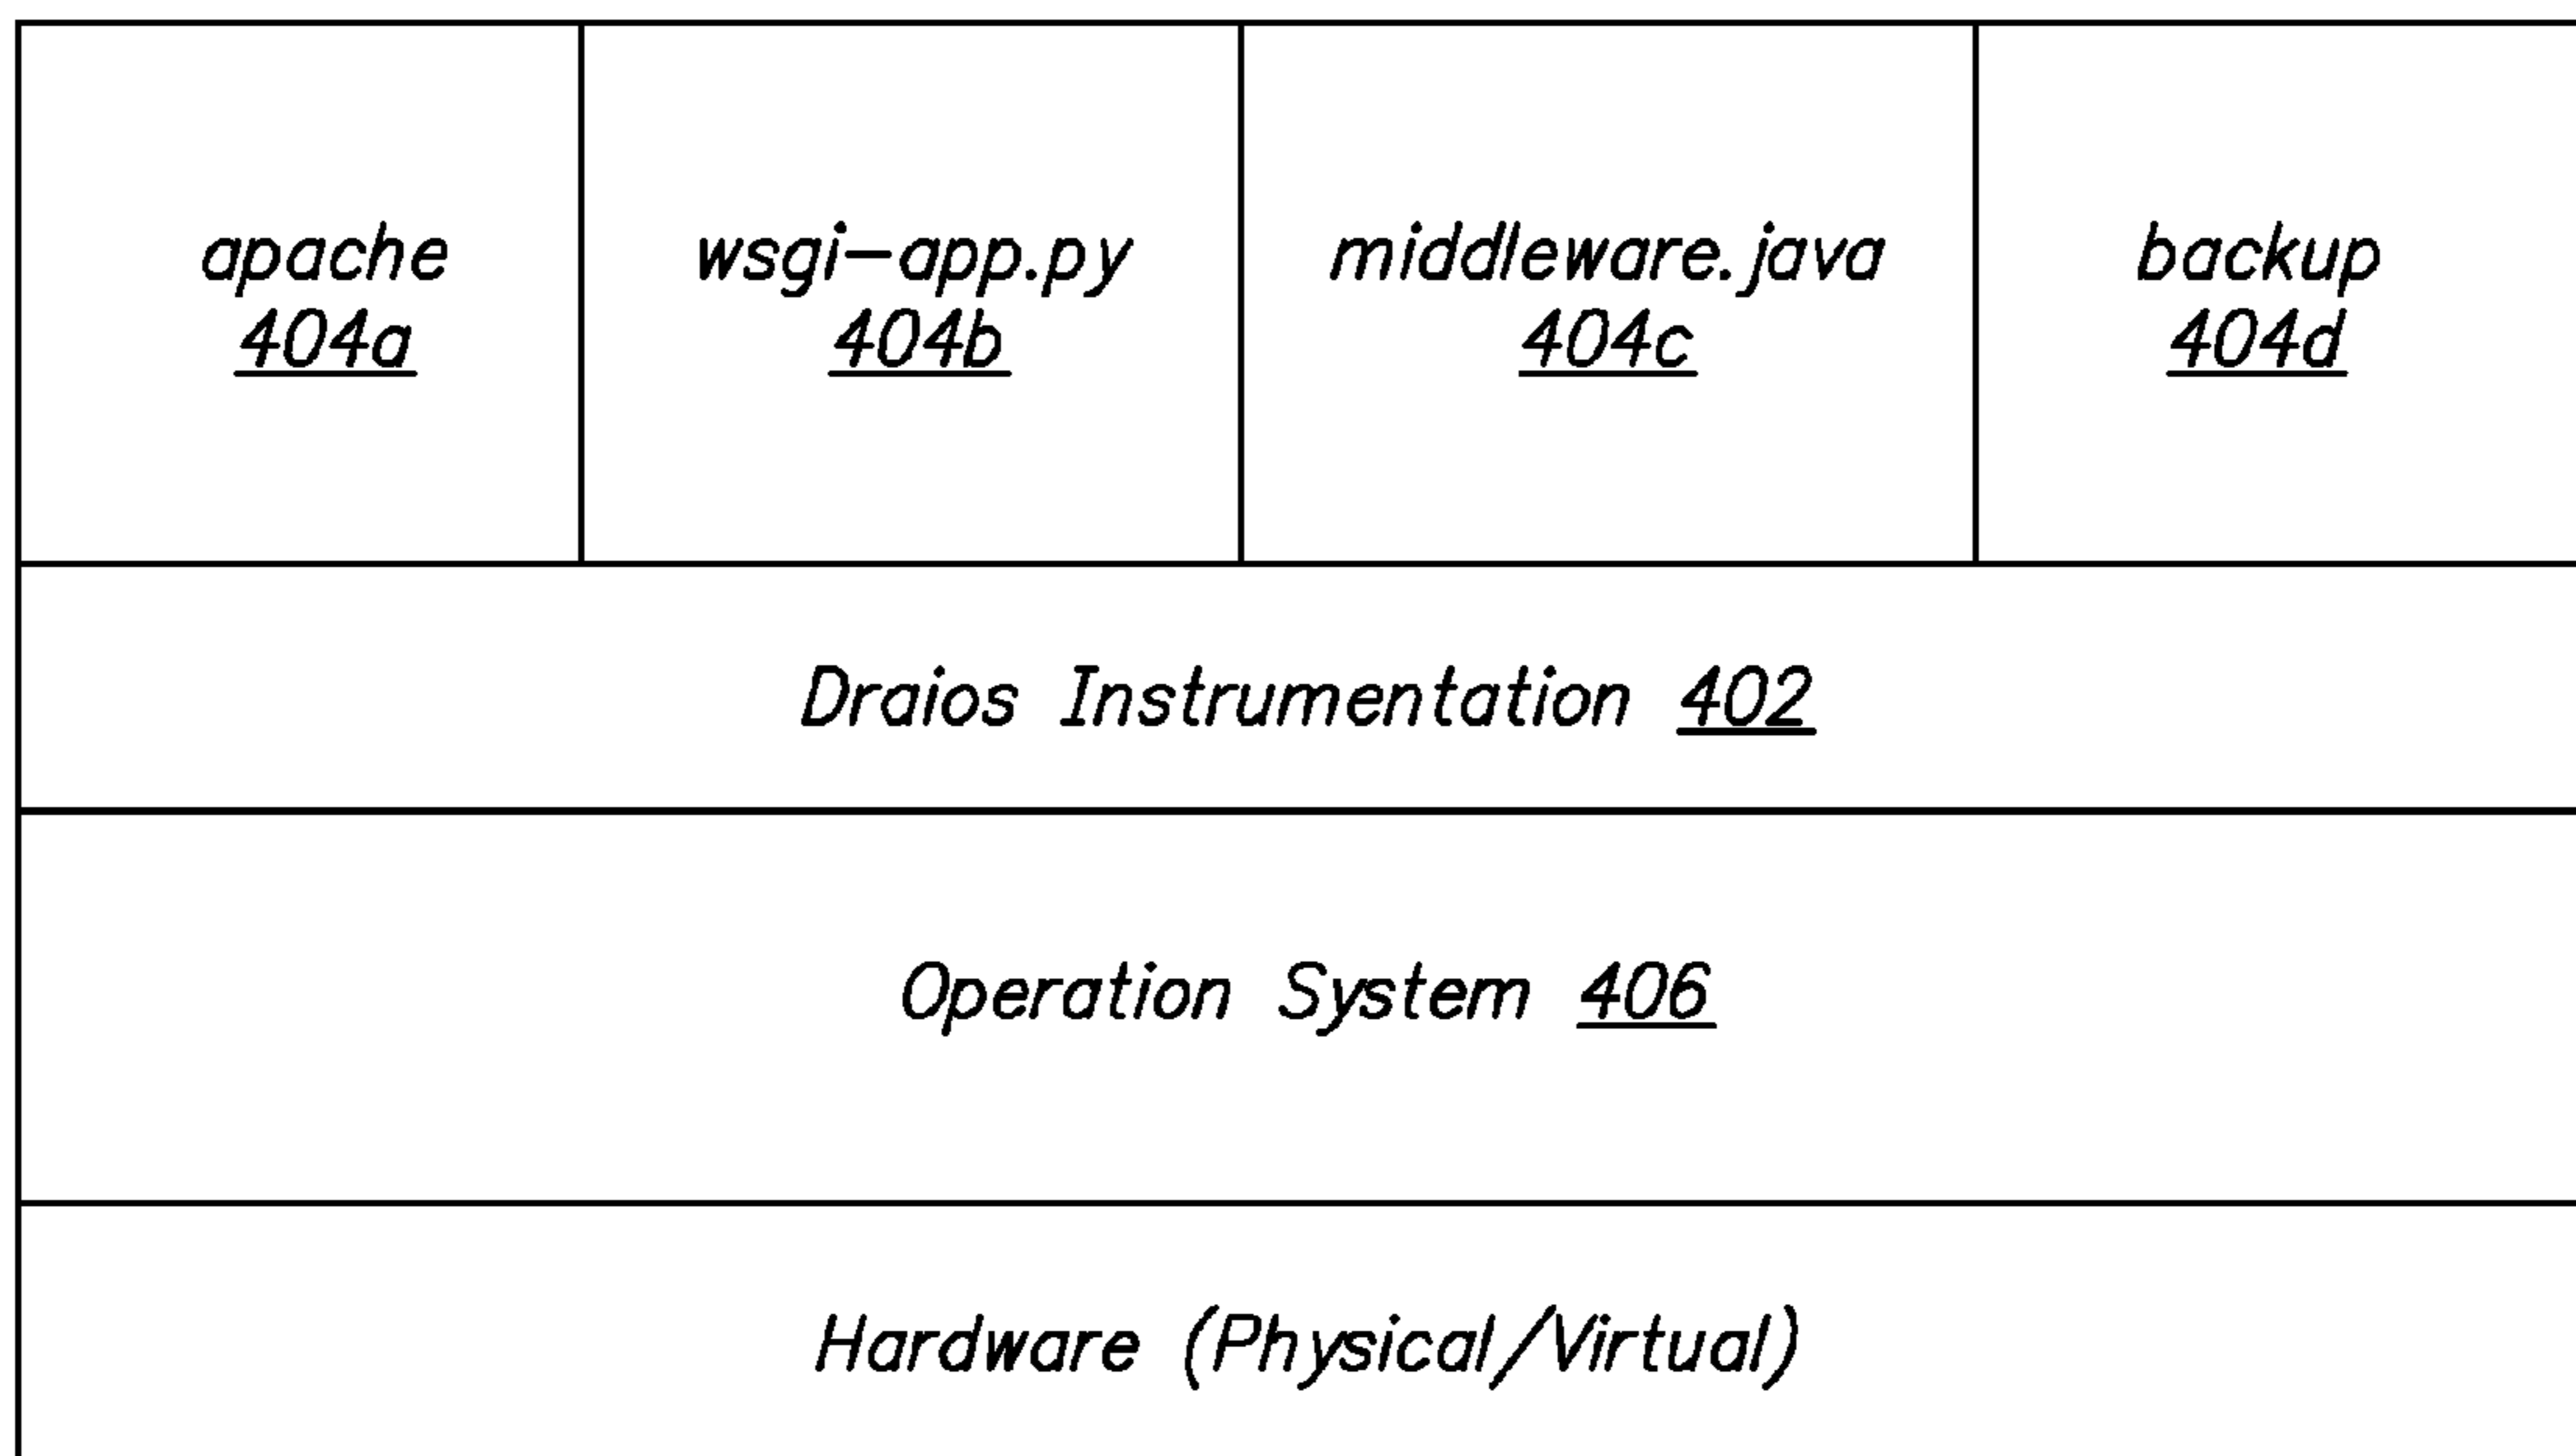 apache
404a
wsgi-app.py
404b
middleware.java
404c
backup
404d
Draios Instrumentation 402
Operation System 406
Hardware (Physical/Virtual)